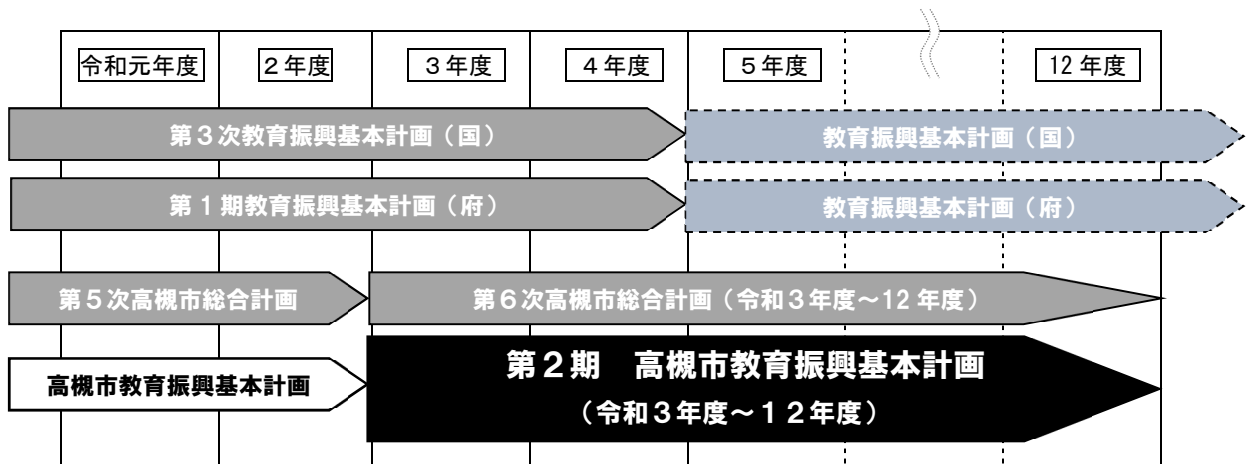 令和元年度
２年度
３年度
４年度
５年度
12年度
第３次教育振興基本計画（国）
教育振興基本計画（国）
第１期教育振興基本計画（府）
教育振興基本計画（府）
第５次高槻市総合計画
第６次高槻市総合計画（令和３年度～12年度）
第２期　高槻市教育振興基本計画
（令和３年度～１２年度）
高槻市教育振興基本計画